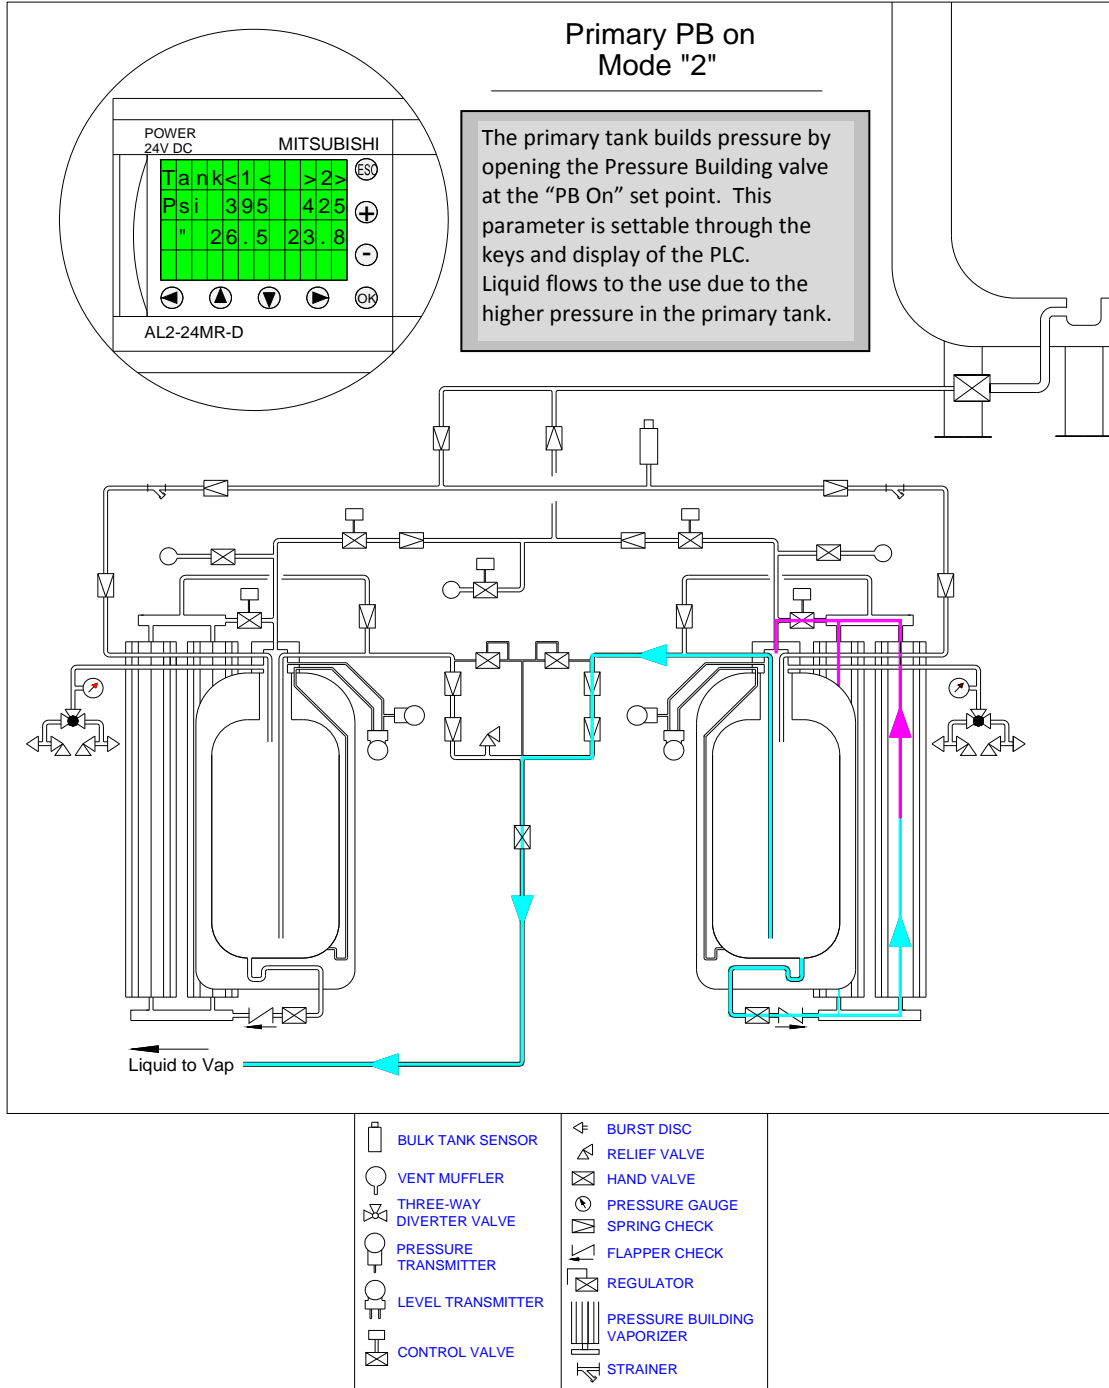 Primary PB on
Mode "2"
The primary tank builds pressure by
opening the Pressure Building valve
at the “PB On” set point.  This
parameter is settable through the
keys and display of the PLC.
Liquid flows to the use due to the
higher pressure in the primary tank.
POWER
24V DC
MITSUBISHI
Tank<1< >2>
Psi 395 425
" 26.5 23.8
ESC
+
-
OK
AL2-24MR-D
Liquid to Vap
BULK TANK SENSOR
VENT MUFFLER
THREE-WAY
DIVERTER VALVE
PRESSURE
TRANSMITTER
LEVEL TRANSMITTER
CONTROL VALVE
BURST DISC
RELIEF VALVE
HAND VALVE
PRESSURE GAUGE
SPRING CHECK
FLAPPER CHECK
REGULATOR
PRESSURE BUILDING
VAPORIZER
STRAINER